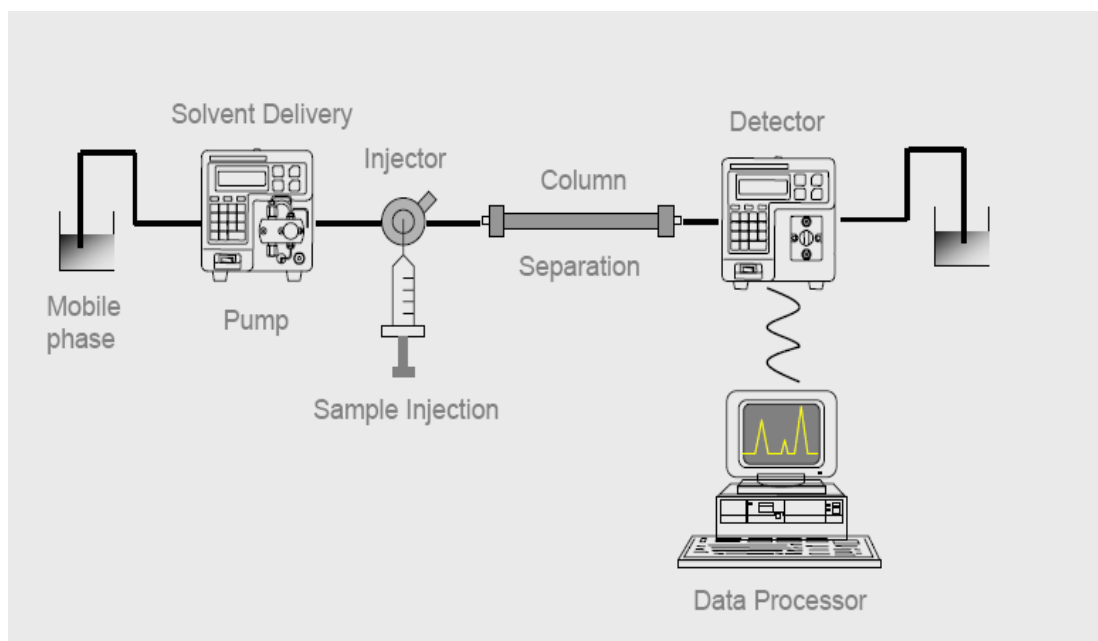 Solvent Delivery
Injector
Column
Detector
Separation
Mobile
phase
Pump
Sample Injection
Data Processor